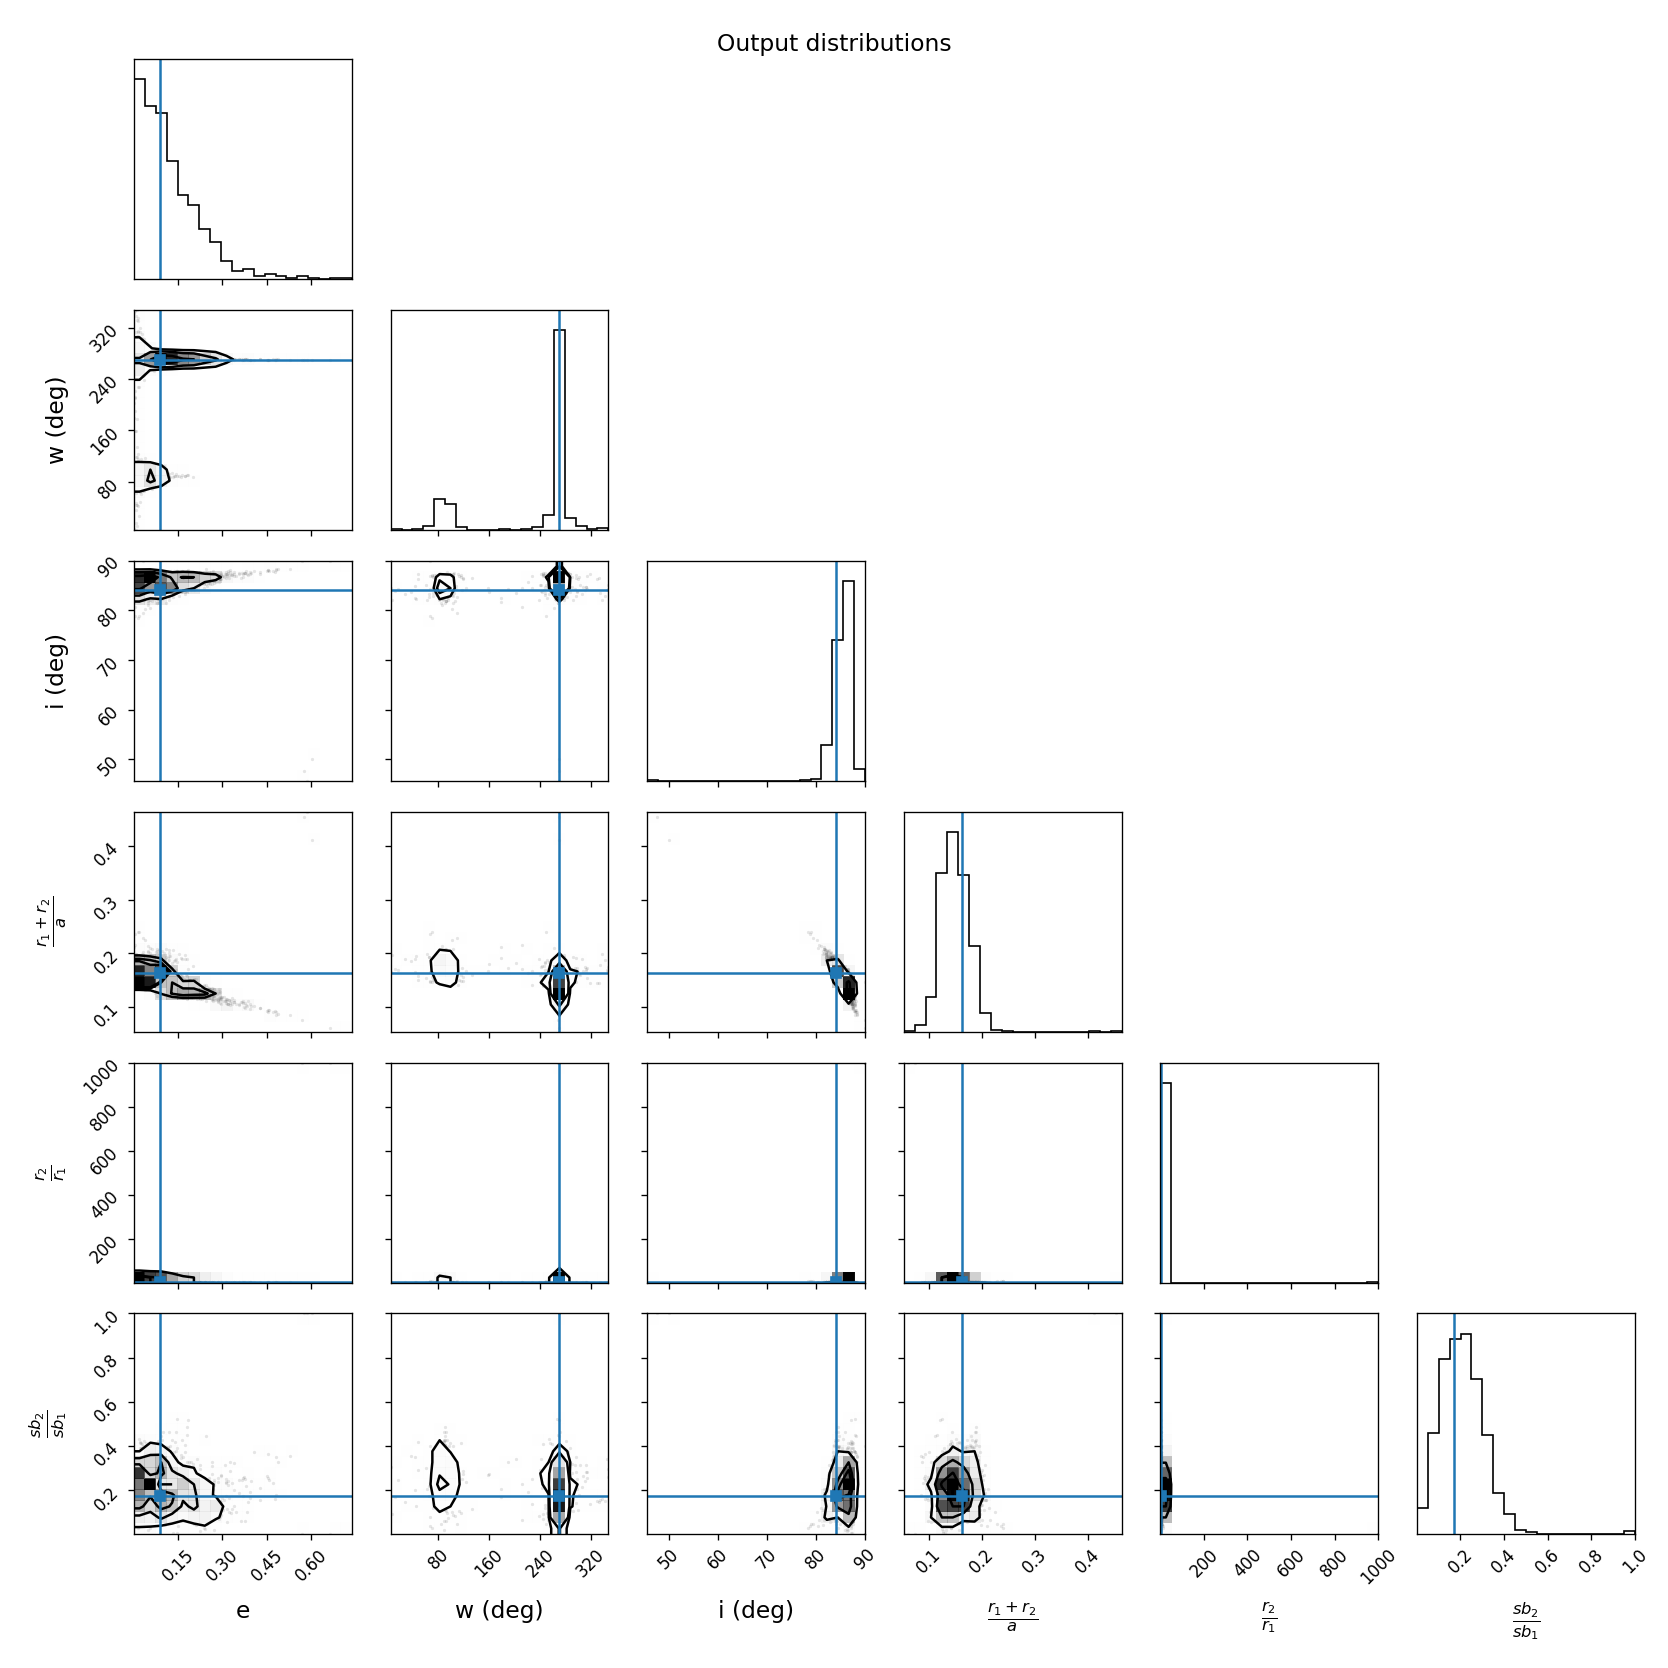 Output distributions
w (deg)
320
240
160
80
i (deg)
90
80
70
60
50
r₁ + r₂
a
0.4
0.3
0.2
0.1
r₂
r₁
1000
800
600
400
200
sb₂
sb₁
1.0
0.8
0.6
0.4
0.2
0.15 0.30 0.45 0.60 80 160 240 320 50 60 70 80 90 0.1 0.2 0.3 0.4 200 400 600 800 1000 0.2 0.4 0.6 0.8 1.0
e w (deg) i (deg) r₁ + r₂ r₂ sb₂
a r₁ sb₁